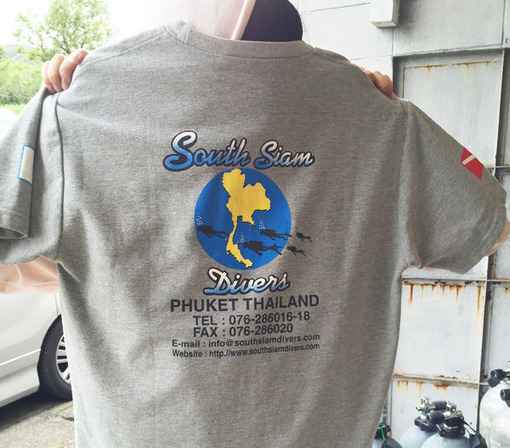 South Siam
Divers
PHUKET THAILAND
TEL : 076-286016-18
FAX : 076-286020
E-mail : info@southsiamdivers.com
Website : http://www.southsiamdivers.com